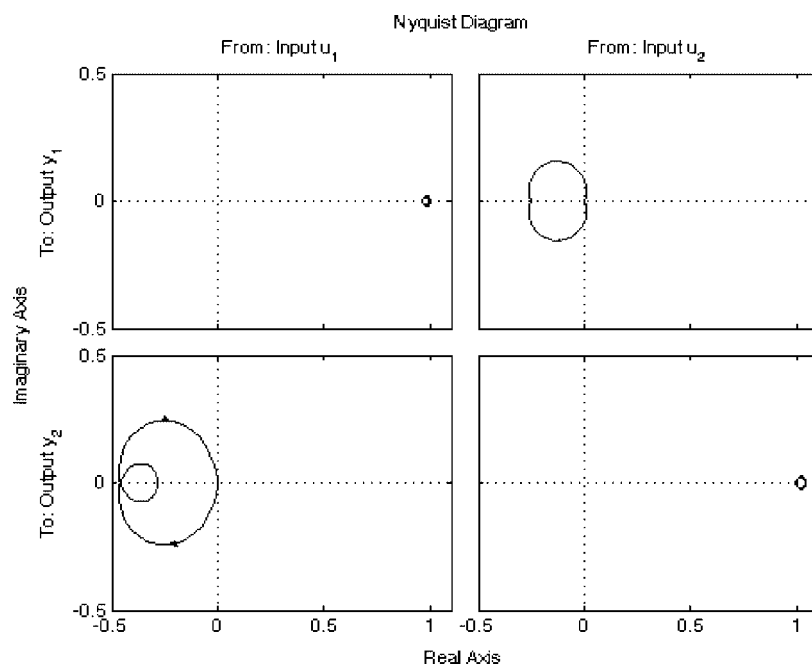 Nyquist Diagram
From: Input u1
From: Input u2
0.5
0
-0.5
To: Output y1
0.5
0
-0.5
To: Output y2
Imaginary Axis
-0.5 0 0.5 1
-0.5 0 0.5 1
Real Axis